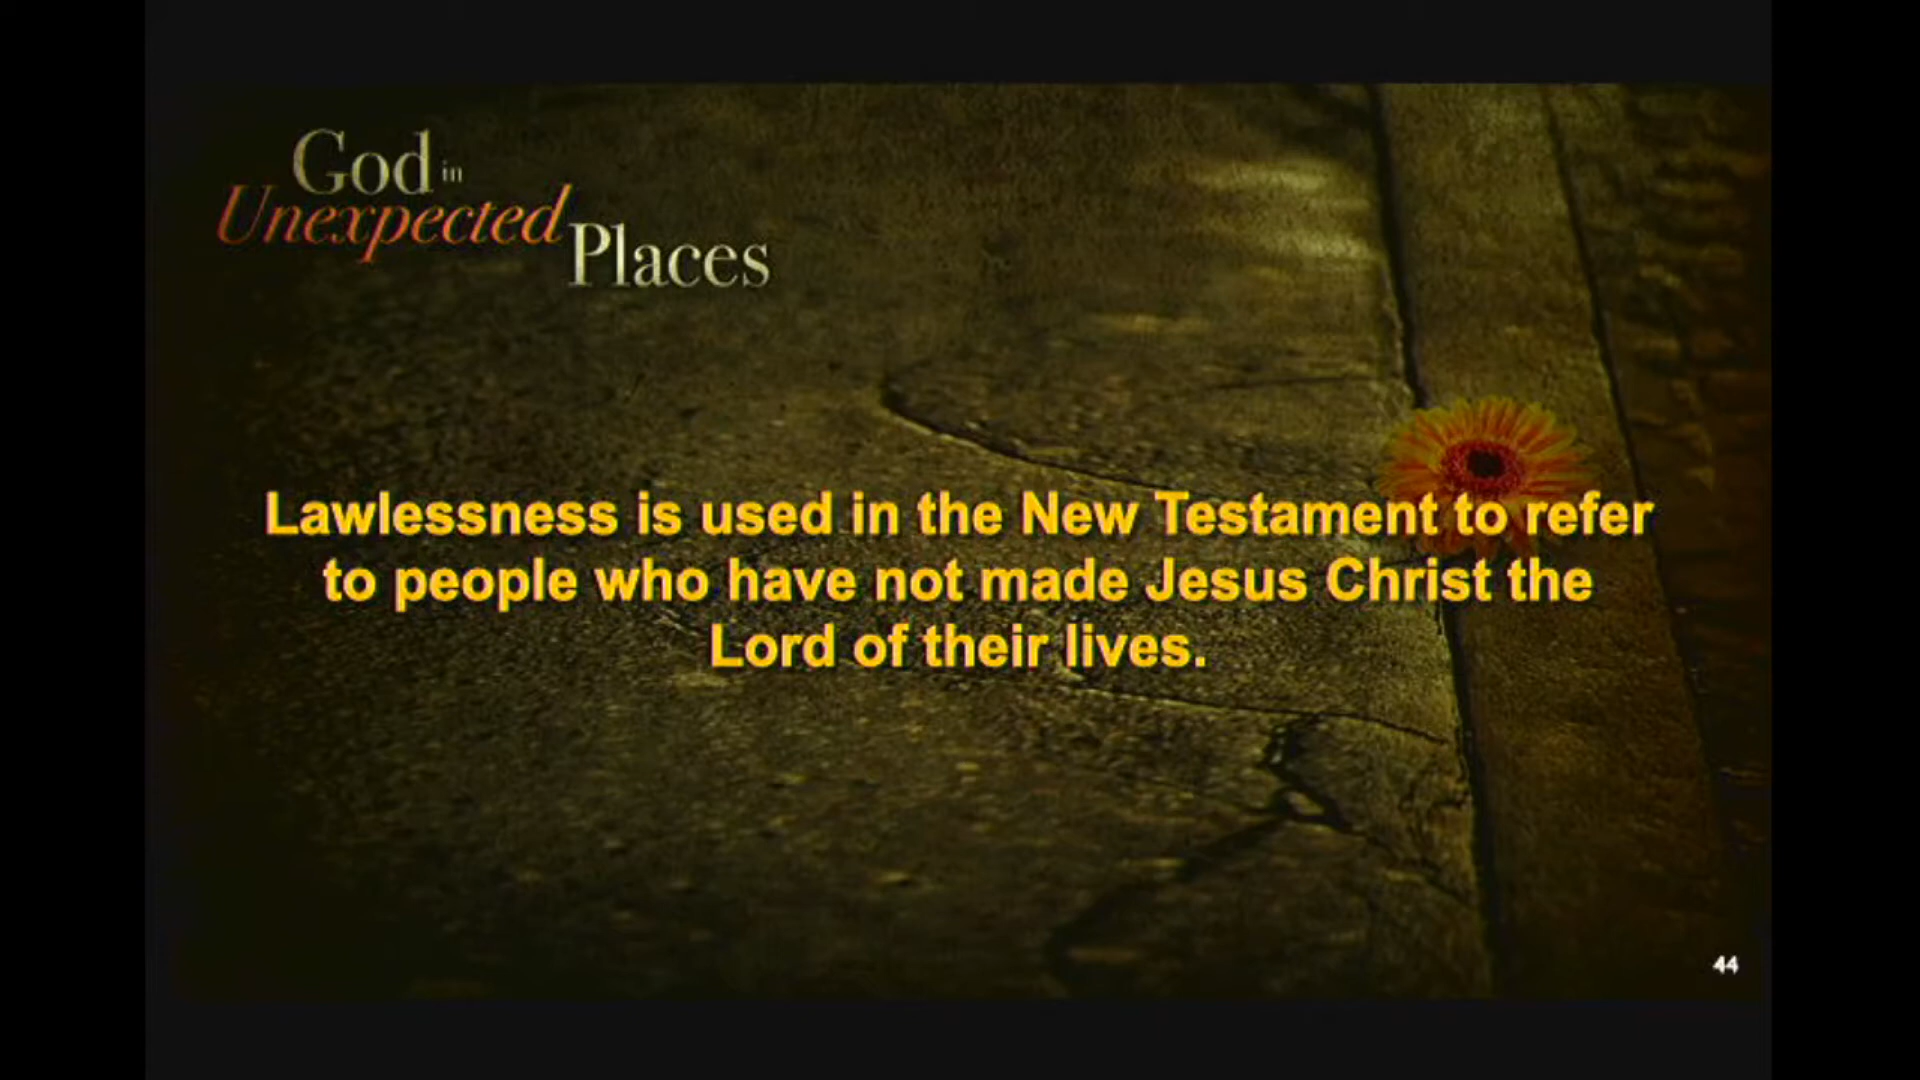 God in
Unexpected
Places
Lawlessness is used in the New Testament to refer
to people who have not made Jesus Christ the
Lord of their lives.
44